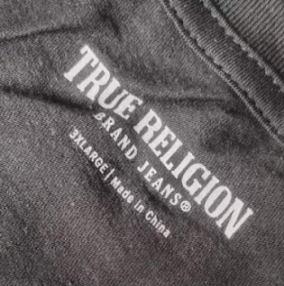 TRUE RELIGION
BRAND JEANS®
3XLARGE | Made in China